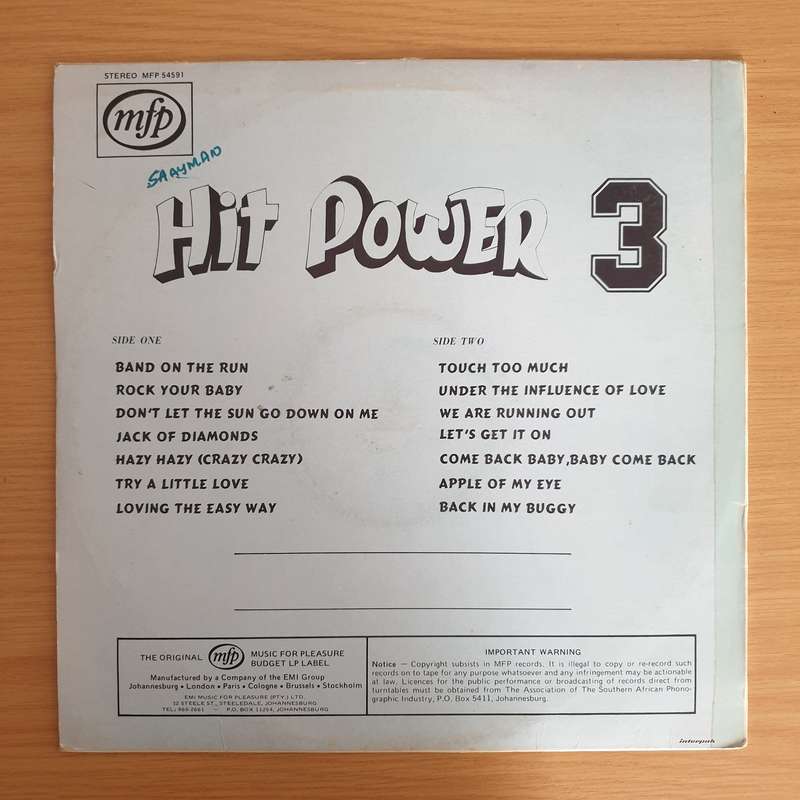 STEREO MFP 54591
mfp
SAAYMAN
Hit POWER 3
SIDE ONE
BAND ON THE RUN
ROCK YOUR BABY
DON'T LET THE SUN GO DOWN ON ME
JACK OF DIAMONDS
HAZY HAZY (CRAZY CRAZY)
TRY A LITTLE LOVE
LOVING THE EASY WAY
SIDE TWO
TOUCH TOO MUCH
UNDER THE INFLUENCE OF LOVE
WE ARE RUNNING OUT
LET'S GET IT ON
COME BACK BABY,BABY COME BACK
APPLE OF MY EYE
BACK IN MY BUGGY
THE ORIGINAL mfp MUSIC FOR PLEASURE
BUDGET LP LABEL
Manufactured by a Company of the EMI Group
Johannesburg • London • Paris • Cologne • Brussels • Stockholm
EMI MUSIC FOR PLEASURE (PTY.) LTD.
12 STEELE ST., STEELEDALE, JOHANNESBURG.
TEL: 866-2661 — P.O. BOX 11254, JOHANNESBURG
IMPORTANT WARNING
Notice — Copyright subsists in MFP records. It is illegal to copy or re-record such
records on to tape for any purpose whatsoever and any infringement may be actionable
at law. Licences for the public performance or broadcasting of records direct from
turntables must be obtained from The Association of The Southern African Phono-
graphic Industry, P.O. Box 5411, Johannesburg.
interpak